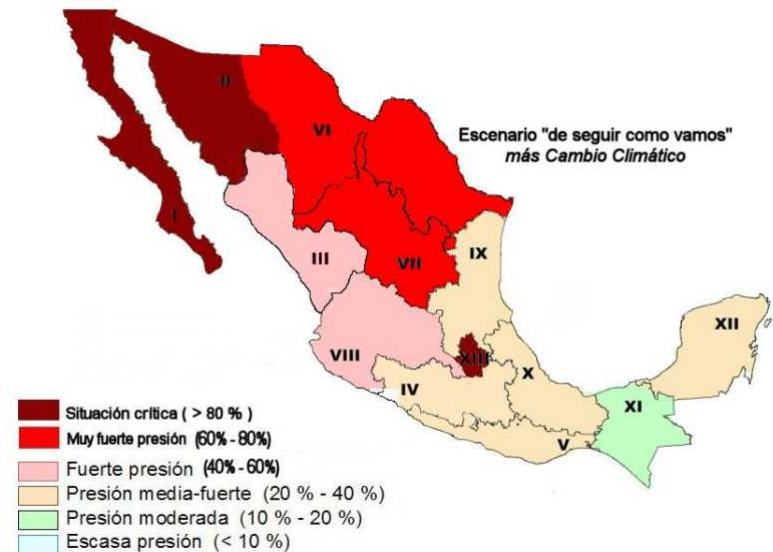 II
VI
Escenario "de seguir como vamos"
más Cambio Climático
I
III
VII
IX
XII
VIII
XIII
X
IV
XI
V
Situación crítica ( > 80 % )
Muy fuerte presión (60% - 80%)
Fuerte presión (40% - 60%)
Presión media-fuerte (20 % - 40 %)
Presión moderada (10 % - 20 %)
Escasa presión (< 10 %)